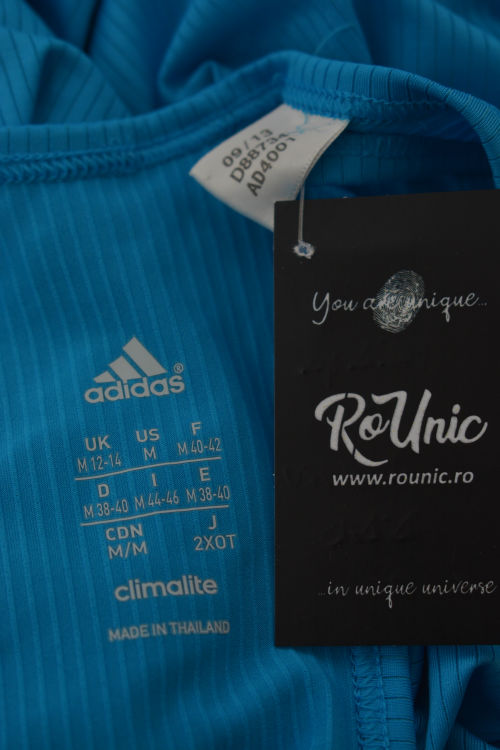 09/13
D88734
AD4001
adidas®
UK US F
M 12-14 M M 40-42
D I E
M 38-40 M 44-46 M 38-40
CDN J
M/M 2XOT
climalite
MADE IN THAILAND
You are unique...
RoUnic
www.rounic.ro
...in unique universe